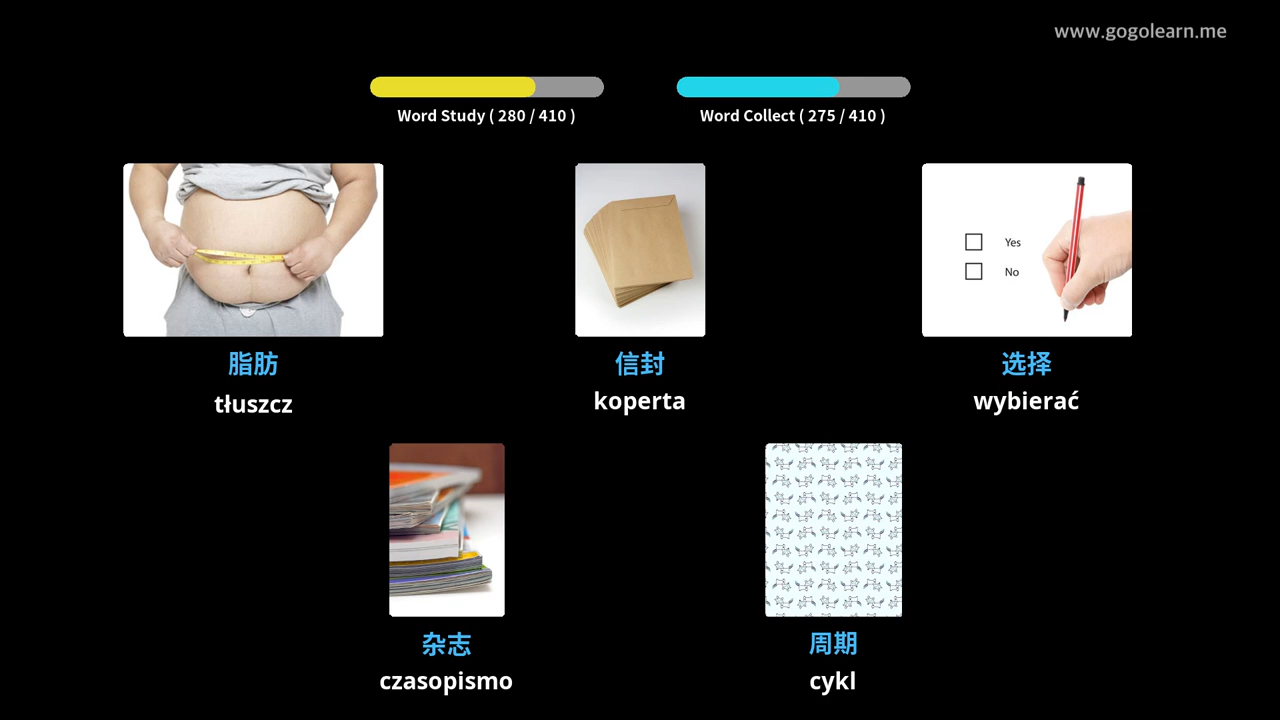 www.gogolearn.me
Word Study ( 280 / 410 )
Word Collect ( 275 / 410 )
Yes
No
脂肪
tłuszcz
信封
koperta
选择
wybierać
杂志
czasopismo
周期
cykl